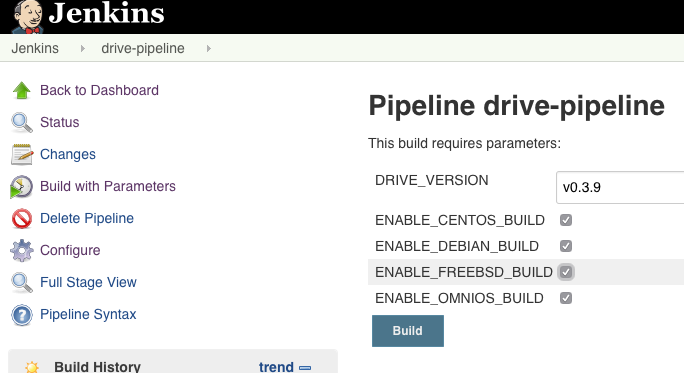 Jenkins
Jenkins drive-pipeline
Back to Dashboard
Status
Changes
Build with Parameters
Delete Pipeline
Configure
Full Stage View
Pipeline Syntax
Build History trend
Pipeline drive-pipeline
This build requires parameters:
DRIVE_VERSION v0.3.9
ENABLE_CENTOS_BUILD
ENABLE_DEBIAN_BUILD
ENABLE_FREEBSD_BUILD
ENABLE_OMNIOS_BUILD
Build